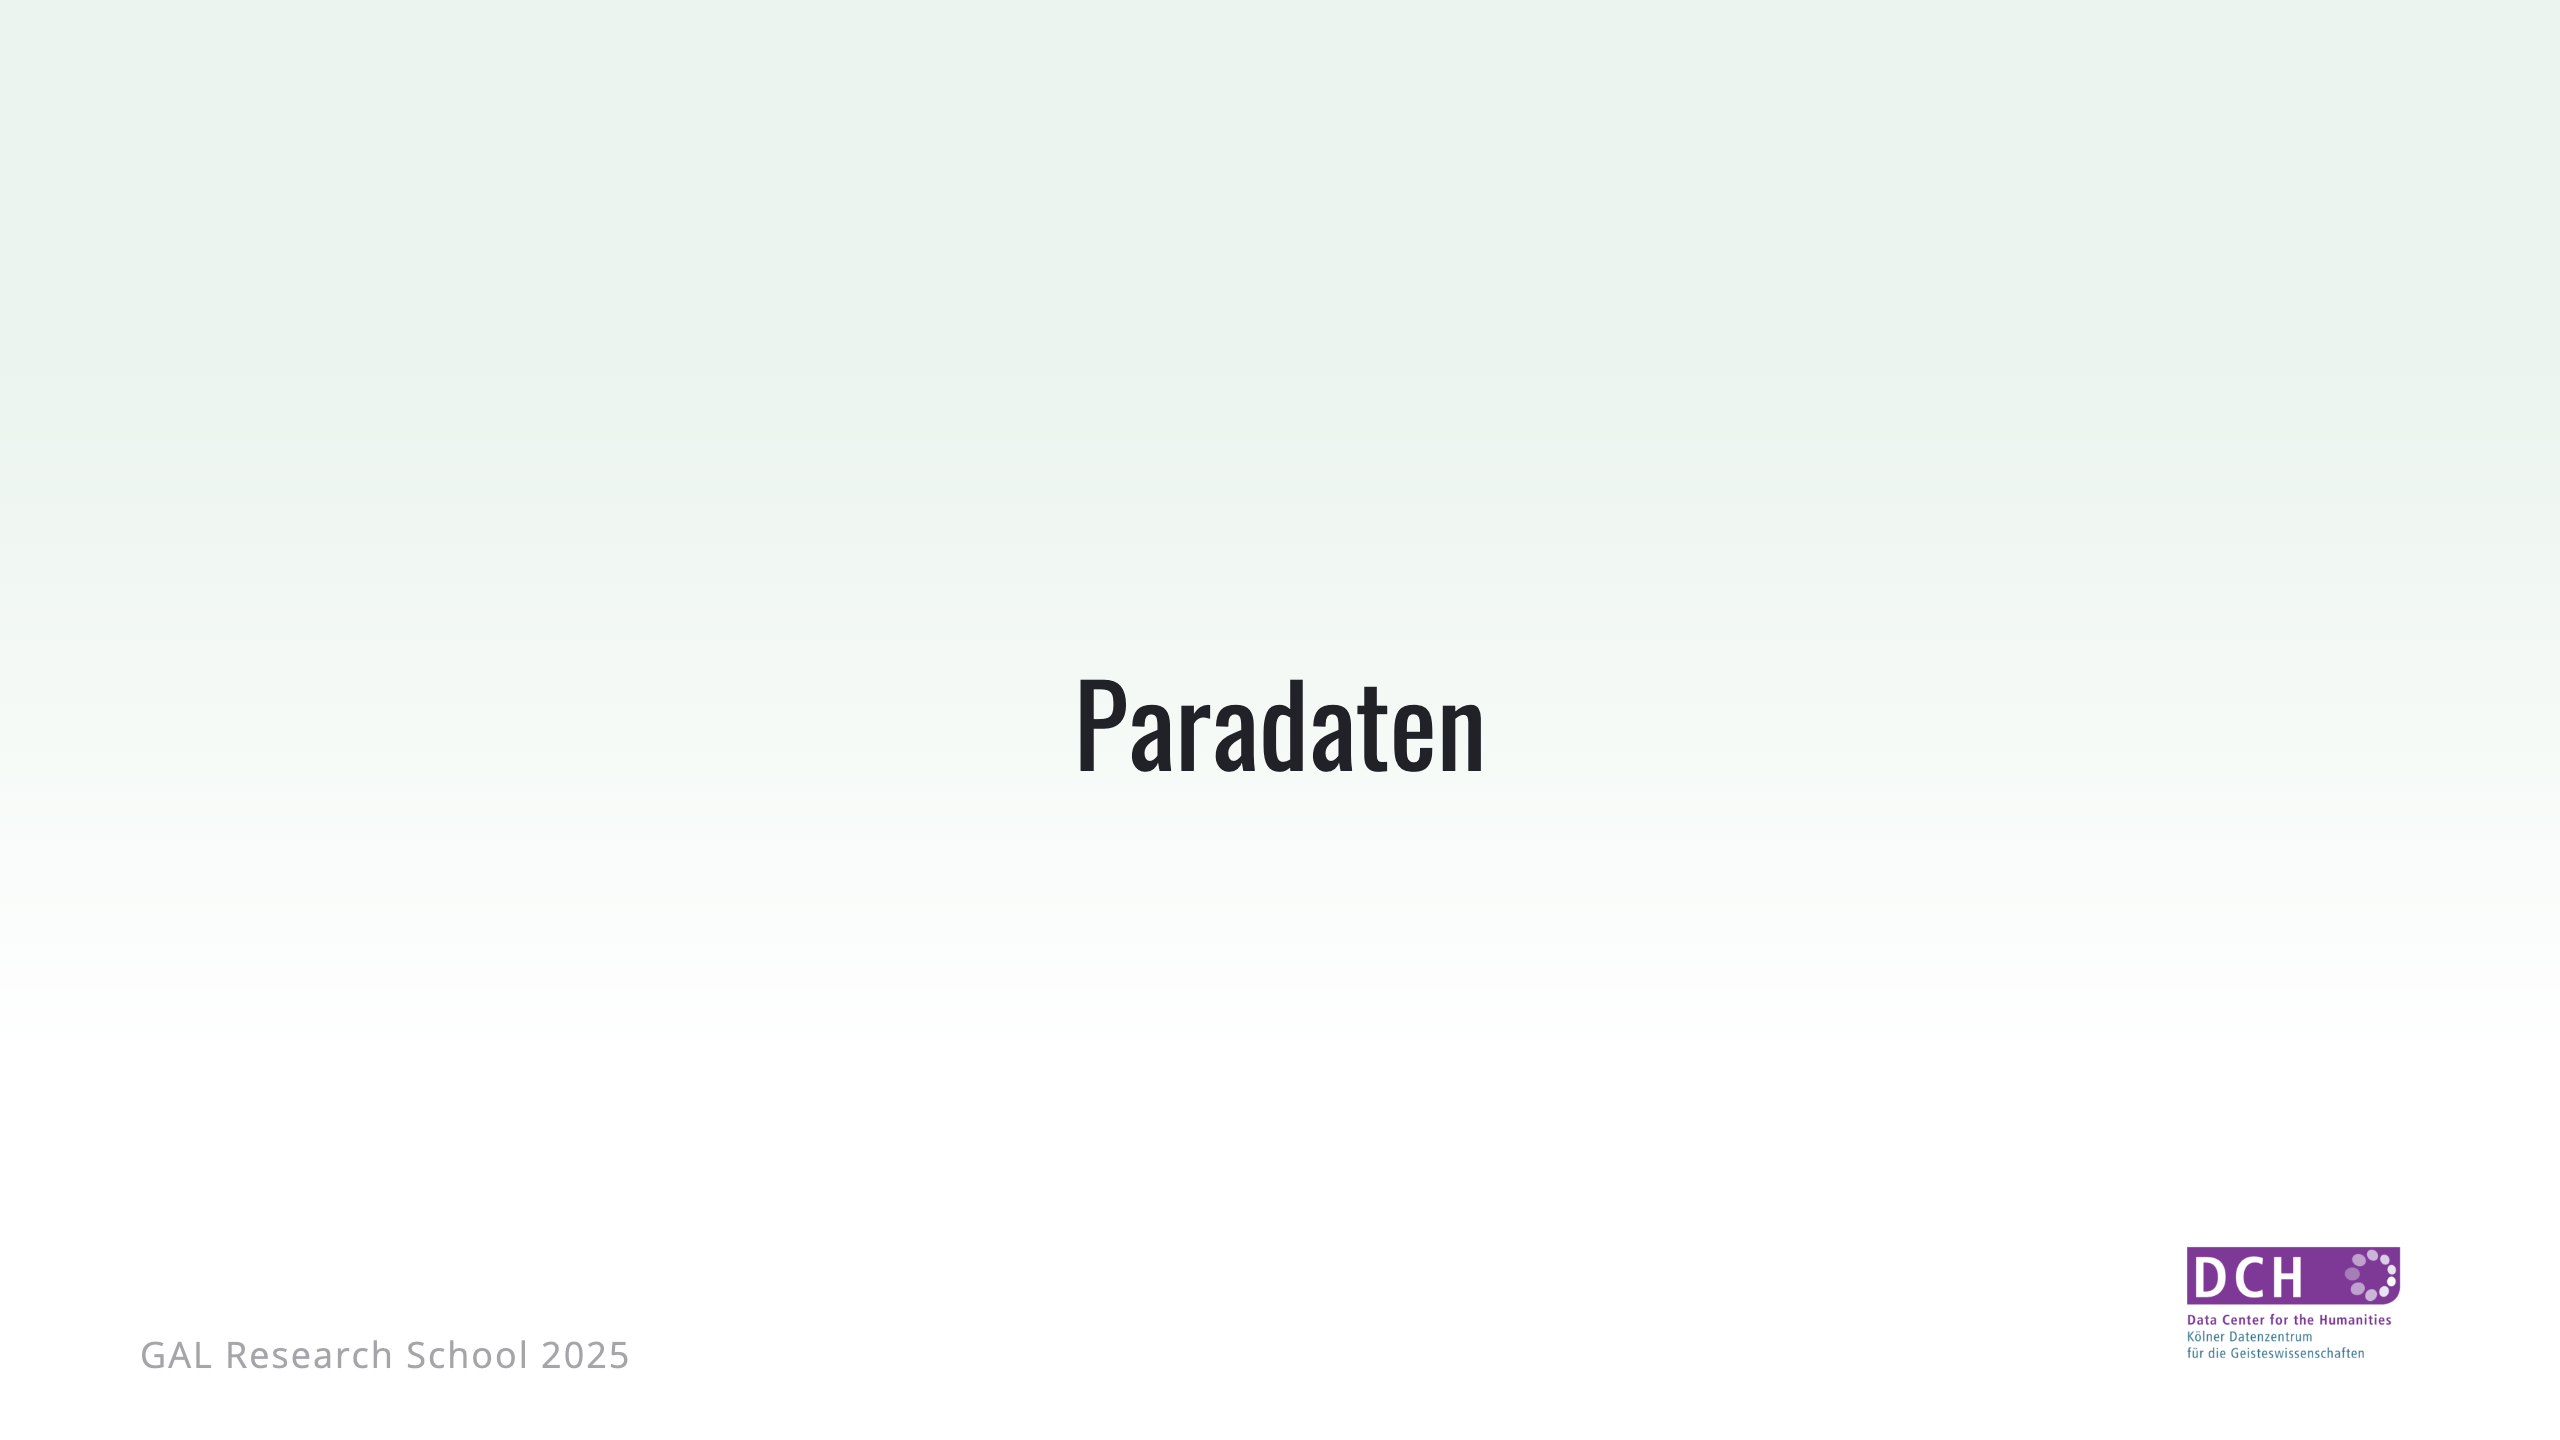 Paradaten
GAL Research School 2025
DCH
Data Center for the Humanities
Kölner Datenzentrum
für die Geisteswissenschaften